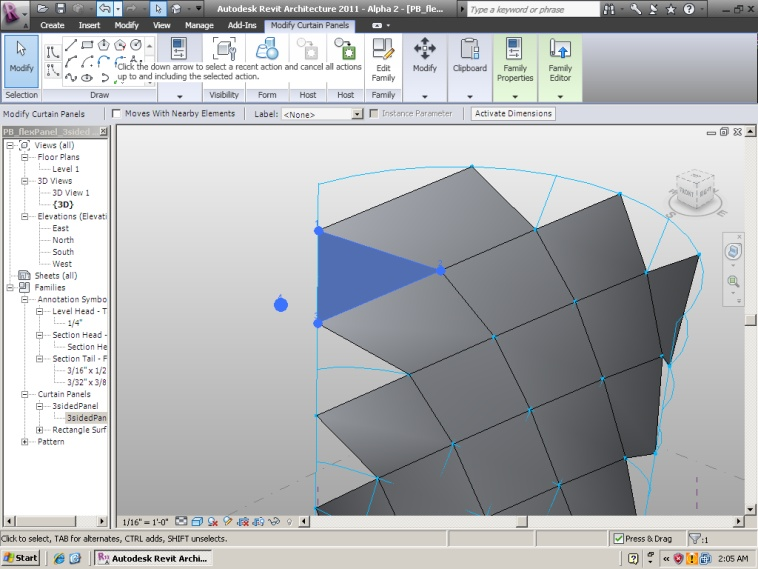 Autodesk Revit Architecture 2011 - Alpha 2 - [PB_fle...
Type a keyword or phrase
Create Insert Modify View Manage Add-Ins Modify Curtain Panels
Modify
Click the down arrow to select a recent action and cancel all actions
up to and including the selected action.
Edit
Family
Modify
Clipboard
Family
Properties
Family
Editor
Selection Draw Visibility Form Host Host Family
Modify Curtain Panels Moves With Nearby Elements Label: <None> Instance Parameter Activate Dimensions
PB_flexPanel_3sided...
Views (all)
Floor Plans
Level 1
3D Views
3D View 1
{3D}
Elevations (Elevati
East
North
South
West
Sheets (all)
Families
Annotation Symbo
Level Head - T
1/4"
Section Head -
Section He
Section Tail - F
3/16" x 1/2
3/32" x 3/8
Curtain Panels
3sidedPanel
3sidedPan
Rectangle Surf
Pattern
1/16" = 1'-0"
Click to select, TAB for alternates, CTRL adds, SHIFT unselects.
Press & Drag
:1
Start
Autodesk Revit Archi...
2:05 AM